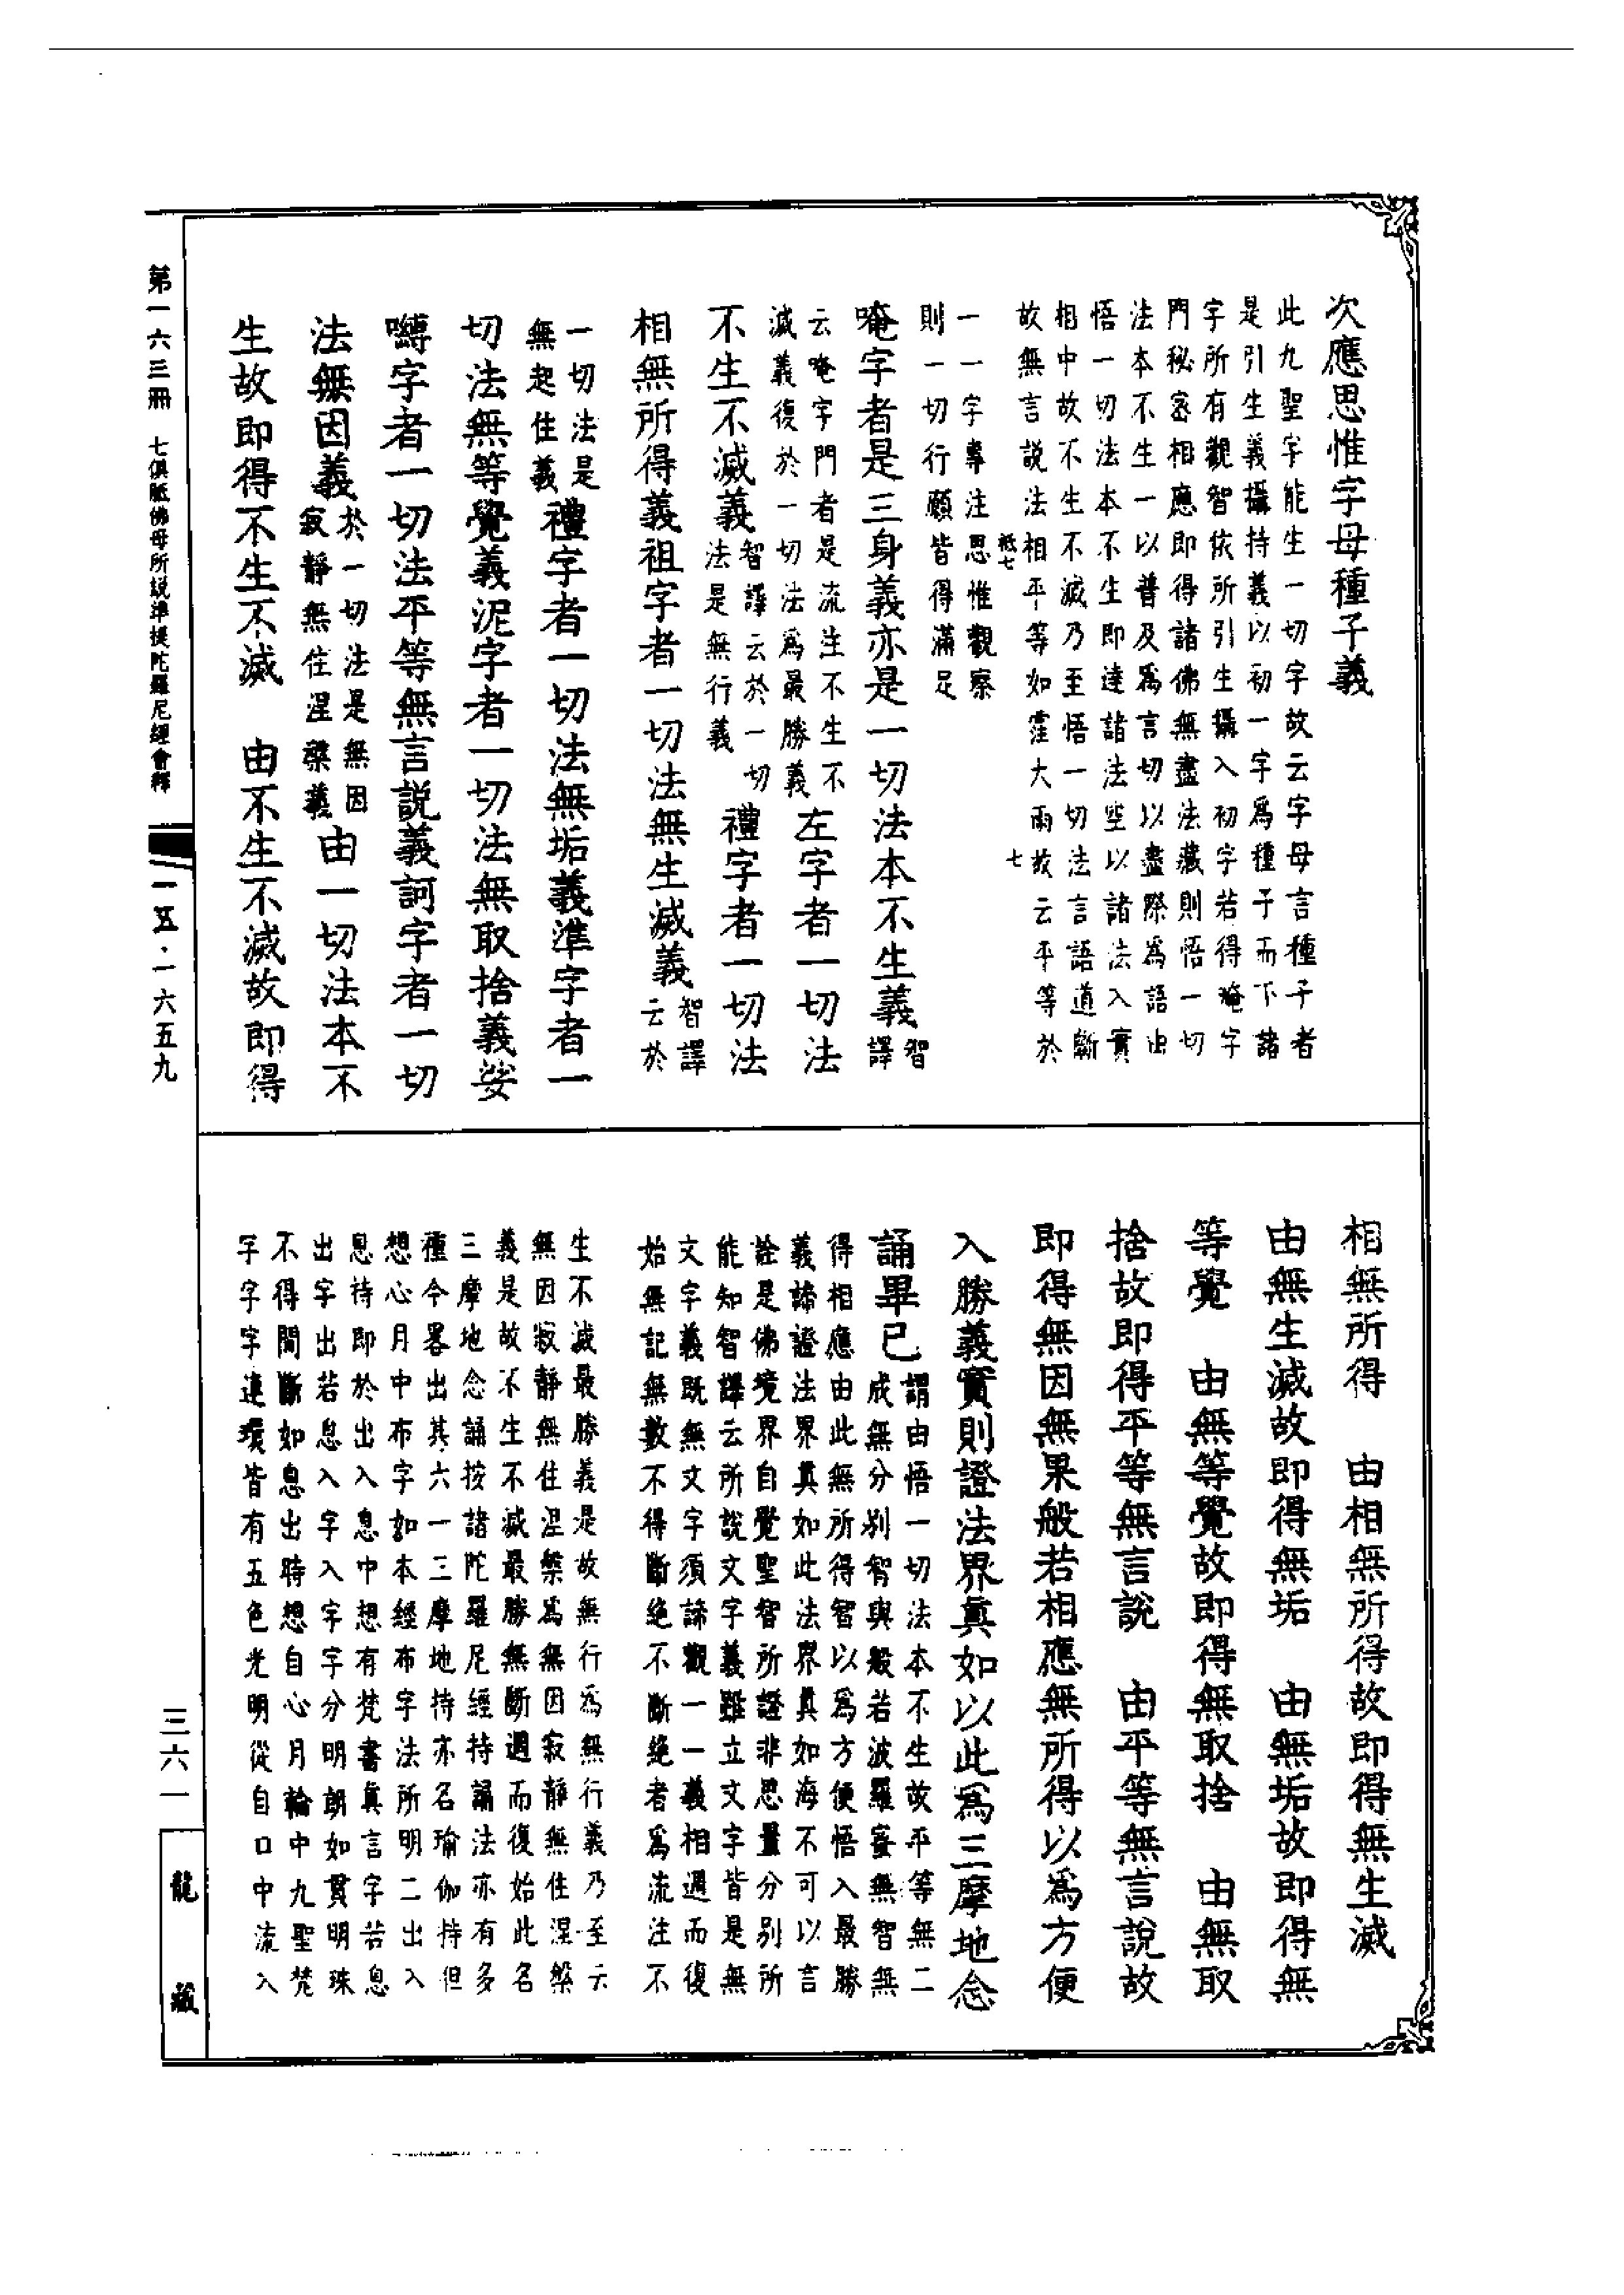 次應思惟字母種子義
此九聖字能生一切字故云字母言種子者
是引生義攝持義以初一字爲種子而下諸
字所有觀智依所引生攝入初字若得唵字
門秘密相應即得諸佛無盡法藏則悟一切
法本不生一以普及爲言切以盡際爲語由
悟一切法本不生即達諸法空以諸法入實
相中故不生不滅乃至悟一切法言語道斷
故無言說法相平等如霔大雨故云平等於
秪七
七
一一字專注思惟觀察
則一切行願皆得滿足
唵字者是三身義亦是一切法本不生義智譯
云唵字門者是流生不生不
滅義復於一切法爲最勝義左字者一切法
不生不滅義智譯云於一切
法是無行義禮字者一切法
相無所得義祖字者一切法無生滅義智譯
云於
一切法是
無起住義禮字者一切法無垢義準字者一
切法無等覺義泥字者一切法無取捨義娑
嚩字者一切法平等無言說義訶字者一切
法無因義於一切法是無因
寂靜無住涅槃義由一切法本不
生故即得不生不滅 由不生不滅故即得
相無所得 由相無所得故即得無生滅
由無生滅故即得無垢 由無垢故即得無
等覺 由無等覺故即得無取捨 由無取
捨故即得平等無言說 由平等無言說故
即得無因無果般若相應無所得以爲方便
入勝義實則證法界眞如以此爲三摩地念
誦畢已謂由悟一切法本不生故平等無二
成無分別智與般若波羅蜜無智無
得相應由此無所得智以爲方便悟入最勝
義諦證法界眞如此法界眞如海不可以言
詮是佛境界自覺聖智所證非思量分別所
能知智譯云所說文字義雖立文字皆是無
文字義既無文字須諦觀一一義相週而復
始無記無數不得斷絶不斷絶者爲流注不
生不滅最勝義是故無行爲無行義乃至云
無因寂靜無住涅槃爲無因寂靜無住涅槃
義是故不生不滅最勝無斷週而復始此名
三摩地念誦按諸陀羅尼經持誦法亦有多
種今畧出其六一三摩地持亦名瑜伽持但
想心月中布字如本經布字法所明二出入
息持即於出入息中想有梵書眞言字若息
出字出若息入字入字字分明朗如貫明珠
不得間斷如息出時想自心月輪中九聖梵
字字字連環皆有五色光明從自口中流入
第一六三冊 七俱胝佛母所說準提陀羅尼經會釋
一五·一六五九
三六一
龍藏